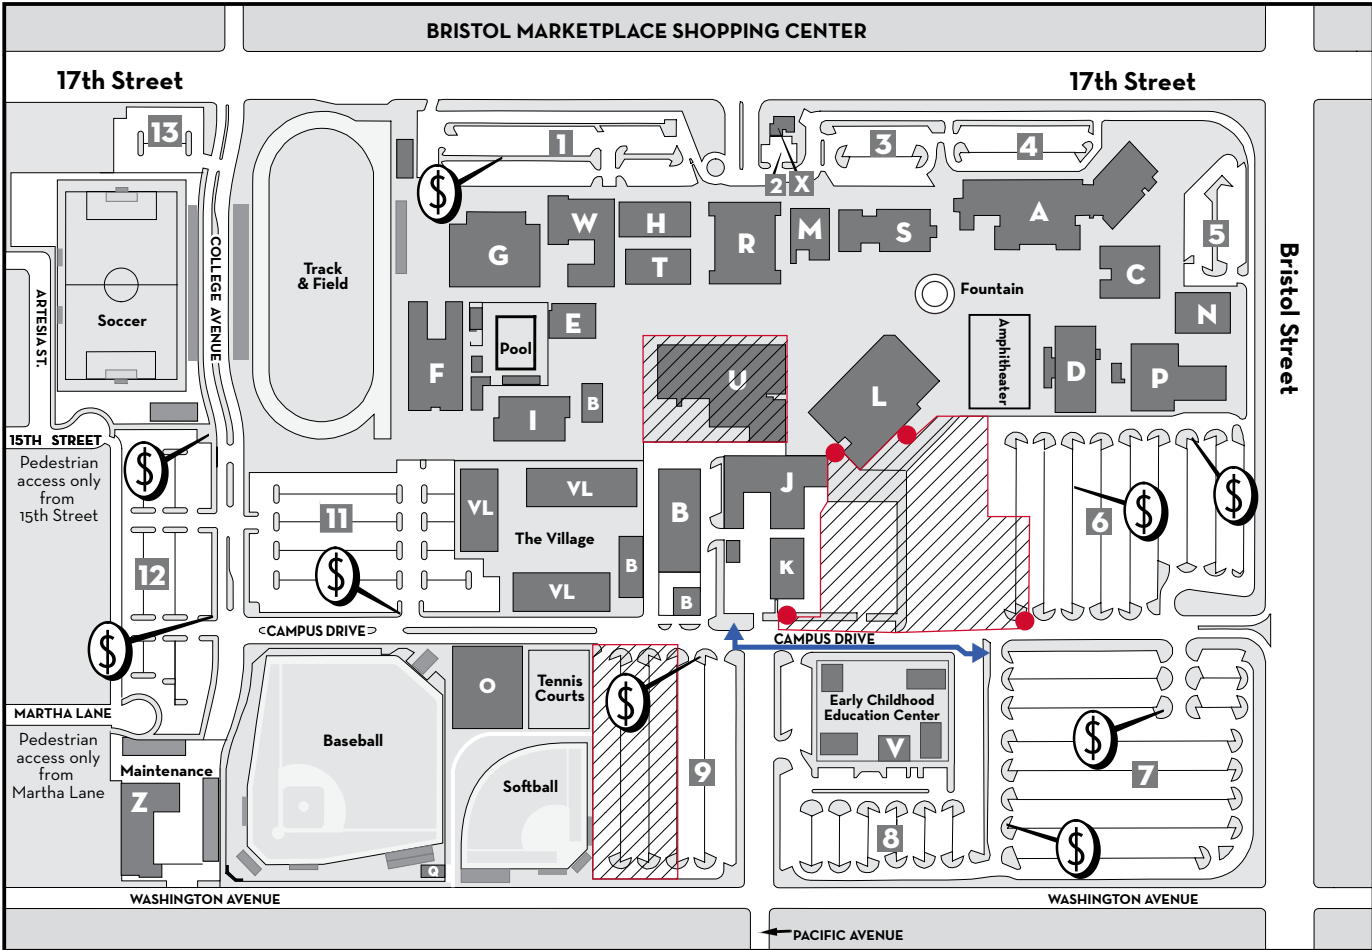 BRISTOL MARKETPLACE SHOPPING CENTER
17th Street
17th Street
13
1
3
4
2
X
5
$
W
H
R
M
S
A
G
T
C
COLLEGE AVENUE
Track
& Field
Bristol Street
ARTESIA ST.
Soccer
Fountain
N
E
Pool
Amphitheater
F
U
D
P
L
B
I
15TH STREET
Pedestrian
access only
from
15th Street
$
VL
VL
J
$
$
11
B
6
The Village
12
$
B
K
VL
B
$
CAMPUS DRIVE
CAMPUS DRIVE
MARTHA LANE
Pedestrian
access only
from
Martha Lane
O
Tennis
Courts
$
Early Childhood
Education Center
V
$
Baseball
Maintenance
Z
Softball
9
7
8
$
Q
WASHINGTON AVENUE
WASHINGTON AVENUE
PACIFIC AVENUE